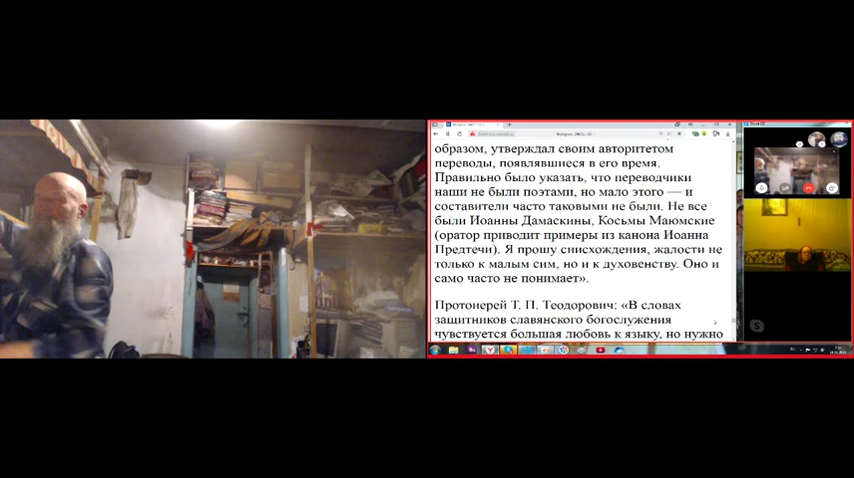 образом, утверждал своим авторитетом
переводы, появлявшиеся в его время.
Правильно было указать, что переводчики
наши не были поэтами, но мало этого — и
составители часто таковыми не были. Не все
были Иоанны Дамаскины, Косьмы Маюмские
(оратор приводит примеры из канона Иоанна
Предтечи). Я прошу снисхождения, жалости не
только к малым сим, но и к духовенству. Оно и
само часто не понимает».
Протоиерей Т. П. Теодорович: «В словах
защитников славянского богослужения
чувствуется большая любовь к языку, но нужно